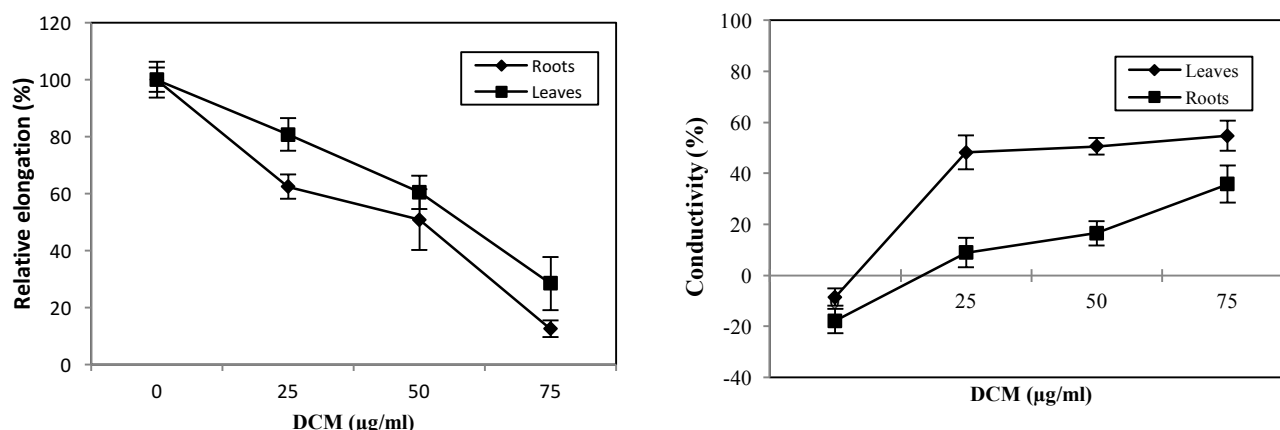 120
100
80
60
40
20
0
Relative elongation (%)
Roots
Leaves
0 25 50 75
DCM (µg/ml)
100
80
60
40
20
0
-20
-40
Conductivity (%)
Leaves
Roots
25 50 75
DCM (µg/ml)